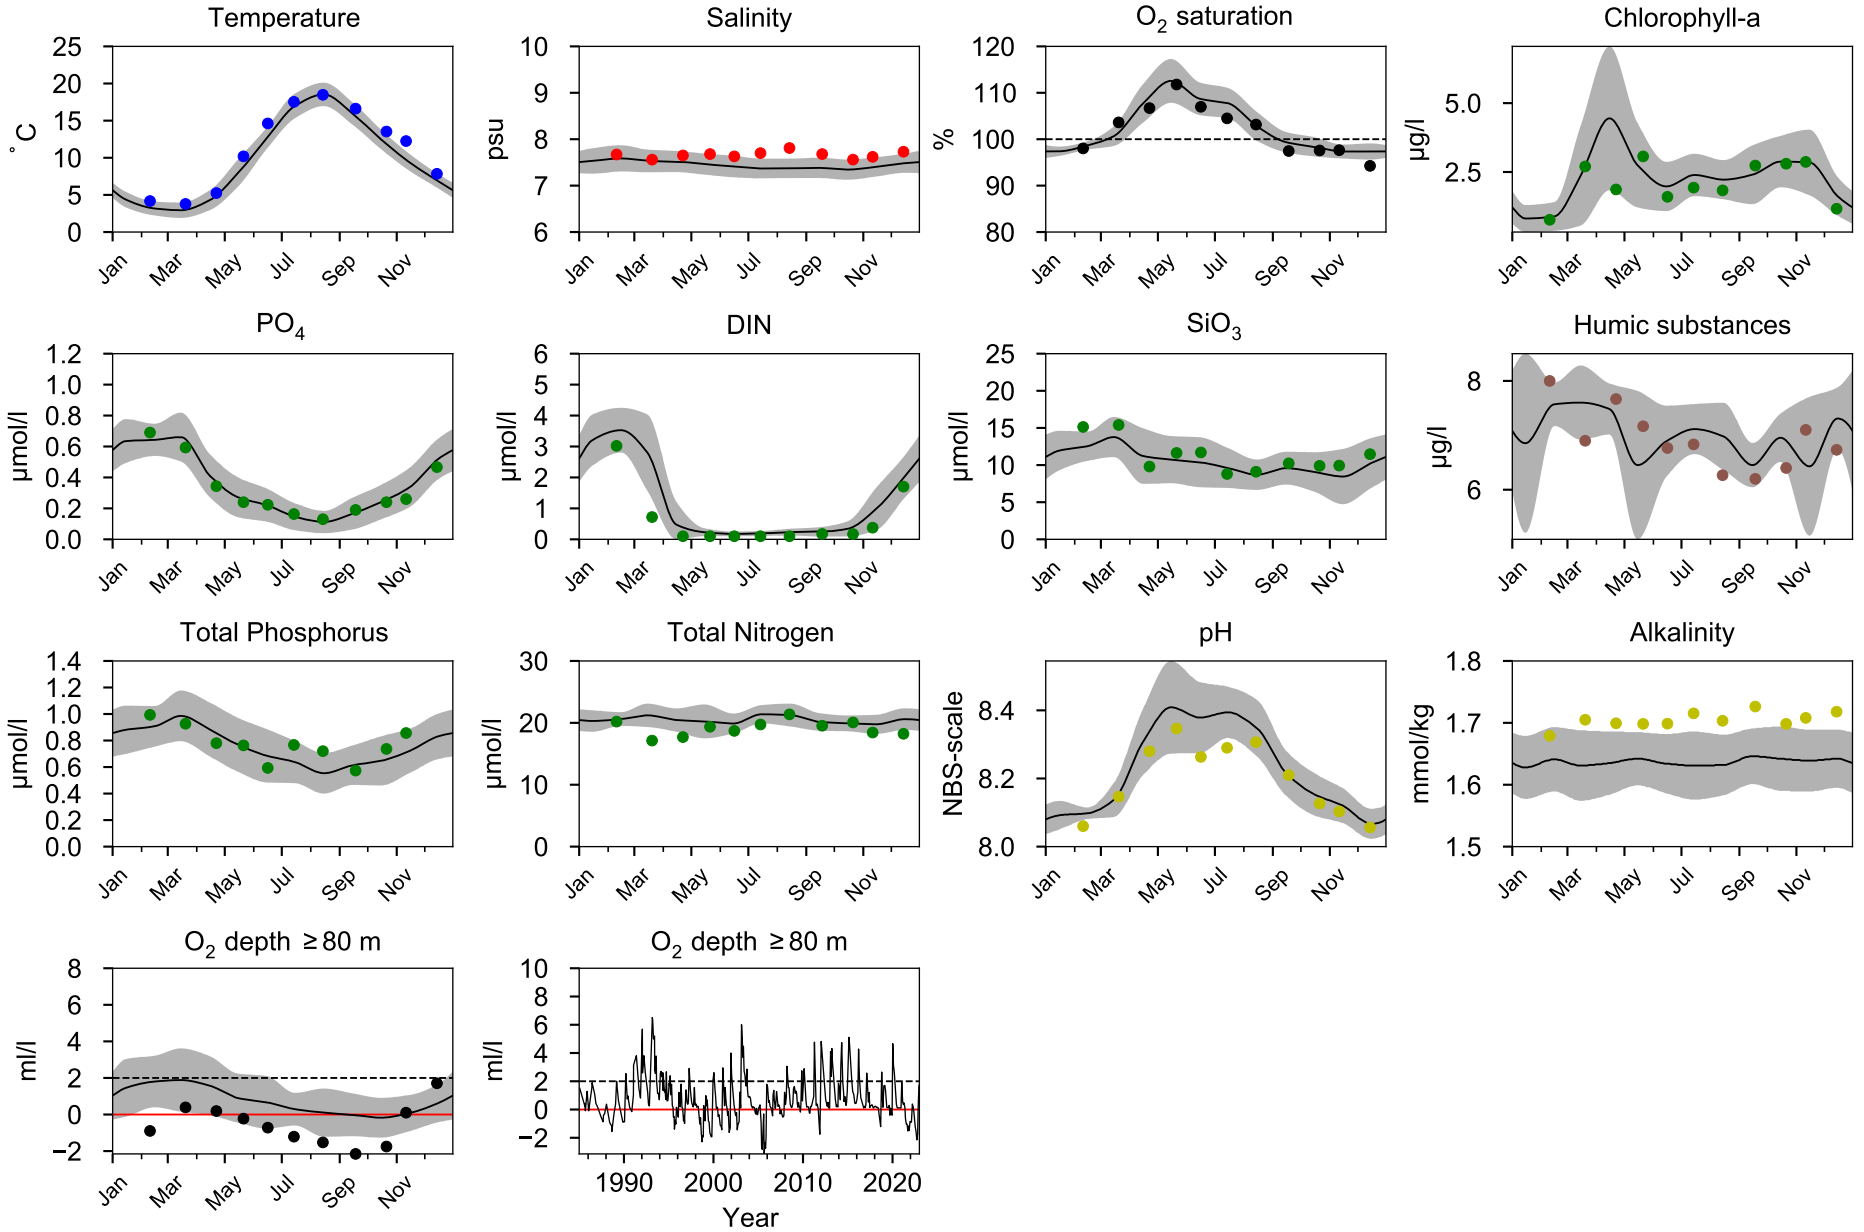 Temperature
Salinity
O2 saturation
Chlorophyll-a
25
20
15
10
5
0
°C
Jan
Mar
May
Jul
Sep
Nov
10
9
8
7
6
psu
Jan
Mar
May
Jul
Sep
Nov
120
110
100
90
80
%
Jan
Mar
May
Jul
Sep
Nov
5.0
2.5
µg/l
Jan
Mar
May
Jul
Sep
Nov
PO4
DIN
SiO3
Humic substances
1.2
1.0
0.8
0.6
0.4
0.2
0.0
µmol/l
Jan
Mar
May
Jul
Sep
Nov
6
5
4
3
2
1
0
µmol/l
Jan
Mar
May
Jul
Sep
Nov
25
20
15
10
5
0
µmol/l
Jan
Mar
May
Jul
Sep
Nov
8
6
µg/l
Jan
Mar
May
Jul
Sep
Nov
Total Phosphorus
Total Nitrogen
pH
Alkalinity
1.4
1.2
1.0
0.8
0.6
0.4
0.2
0.0
µmol/l
Jan
Mar
May
Jul
Sep
Nov
30
20
10
0
µmol/l
Jan
Mar
May
Jul
Sep
Nov
8.4
8.2
8.0
NBS-scale
Jan
Mar
May
Jul
Sep
Nov
1.8
1.7
1.6
1.5
mmol/kg
Jan
Mar
May
Jul
Sep
Nov
O2 depth ≥80 m
O2 depth ≥80 m
8
6
4
2
0
−2
ml/l
Jan
Mar
May
Jul
Sep
Nov
10
8
6
4
2
0
−2
ml/l
1990
2000
2010
2020
Year